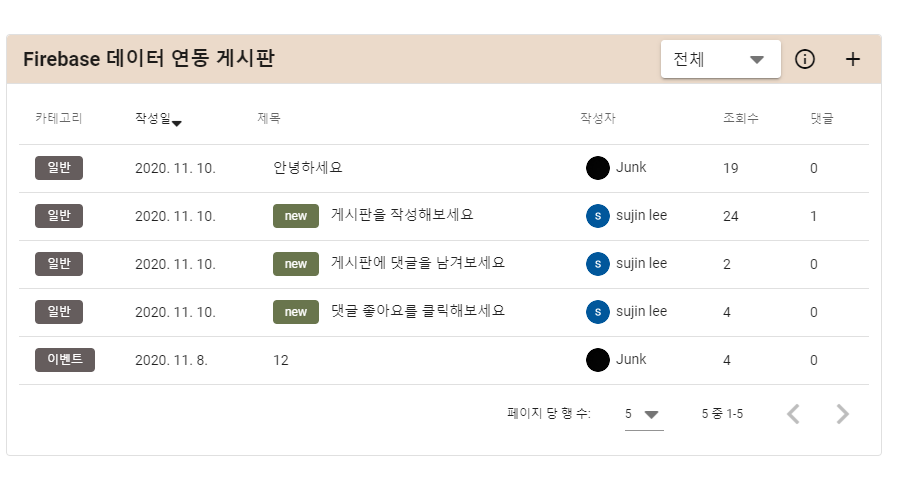 Firebase 데이터 연동 게시판 전체
카테고리 작성일 제목 작성자 조회수 댓글
일반 2020. 11. 10. 안녕하세요 Junk 19 0
일반 2020. 11. 10. new 게시판을 작성해보세요 s sujin lee 24 1
일반 2020. 11. 10. new 게시판에 댓글을 남겨보세요 s sujin lee 2 0
일반 2020. 11. 10. new 댓글 좋아요를 클릭해보세요 s sujin lee 4 0
이벤트 2020. 11. 8. 12 Junk 4 0
페이지 당 행 수: 5 5 중 1-5